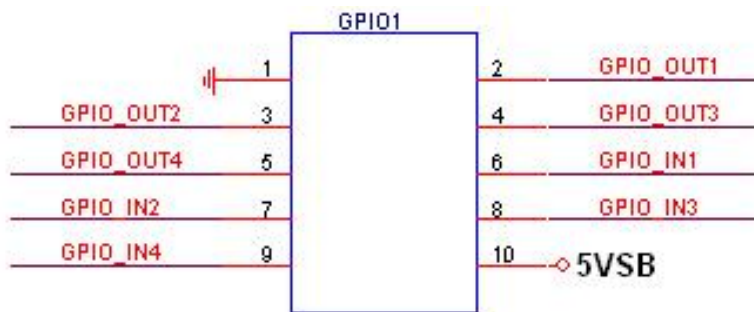 GPIO1
1 2 GPIO_OUT1
GPIO_OUT2 3 4 GPIO_OUT3
GPIO_OUT4 5 6 GPIO_IN1
GPIO_IN2 7 8 GPIO_IN3
GPIO_IN4 9 10 5VSB